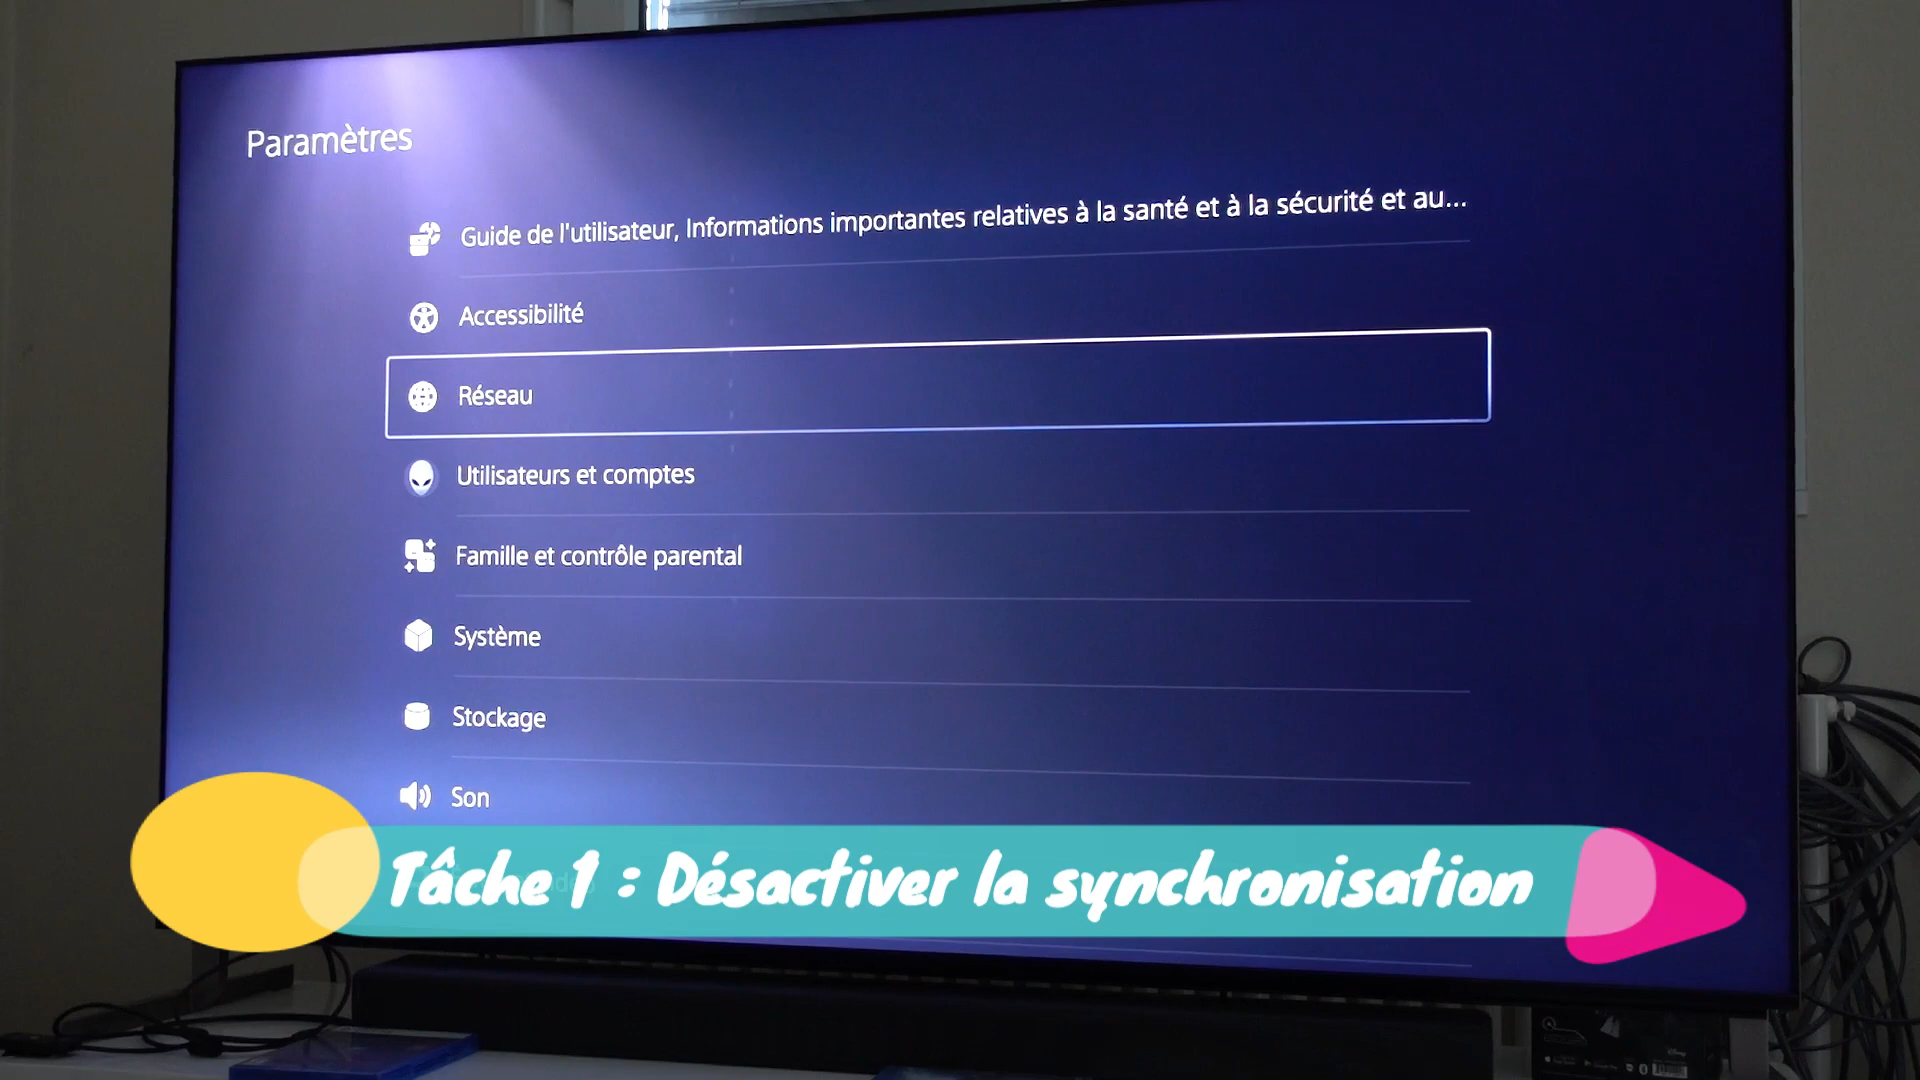 Paramètres
Guide de l'utilisateur, Informations importantes relatives à la santé et à la sécurité et au...
Accessibilité
Réseau
Utilisateurs et comptes
Famille et contrôle parental
Système
Stockage
Son
Tâche 1 : Désactiver la synchronisation